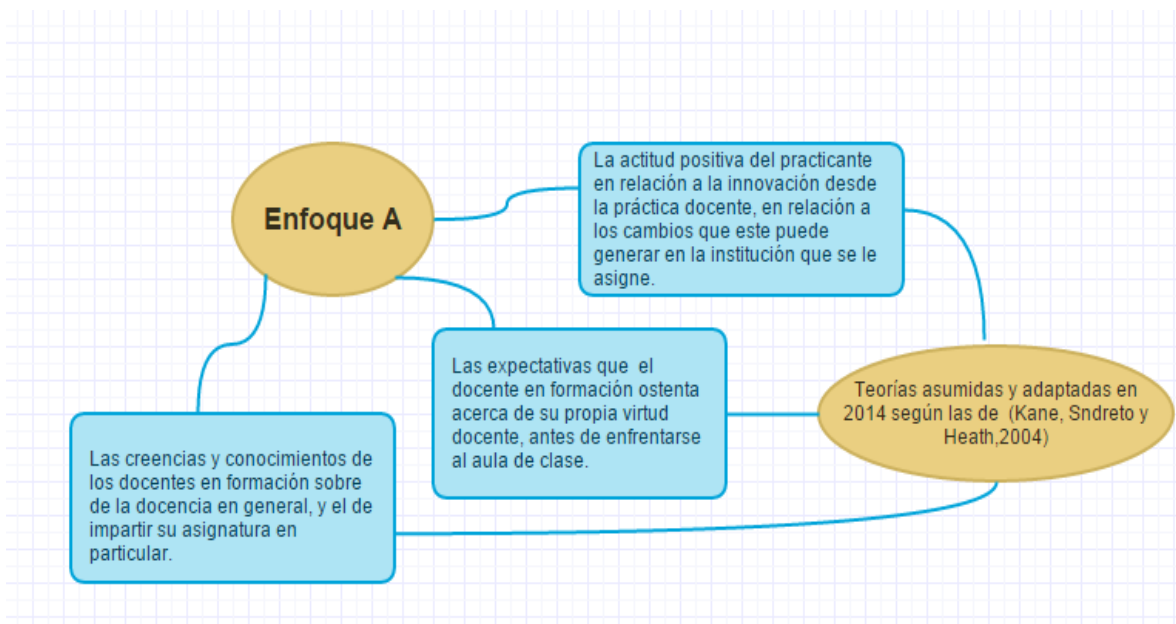 Enfoque A
La actitud positiva del practicante
en relación a la innovación desde
la práctica docente, en relación a
los cambios que este puede
generar en la institución que se le
asigne.
Las expectativas que el
docente en formación ostenta
acerca de su propia virtud
docente, antes de enfrentarse
al aula de clase.
Teorías asumidas y adaptadas en
2014 según las de (Kane, Sndreto y
Heath,2004)
Las creencias y conocimientos de
los docentes en formación sobre
de la docencia en general, y el de
impartir su asignatura en
particular.